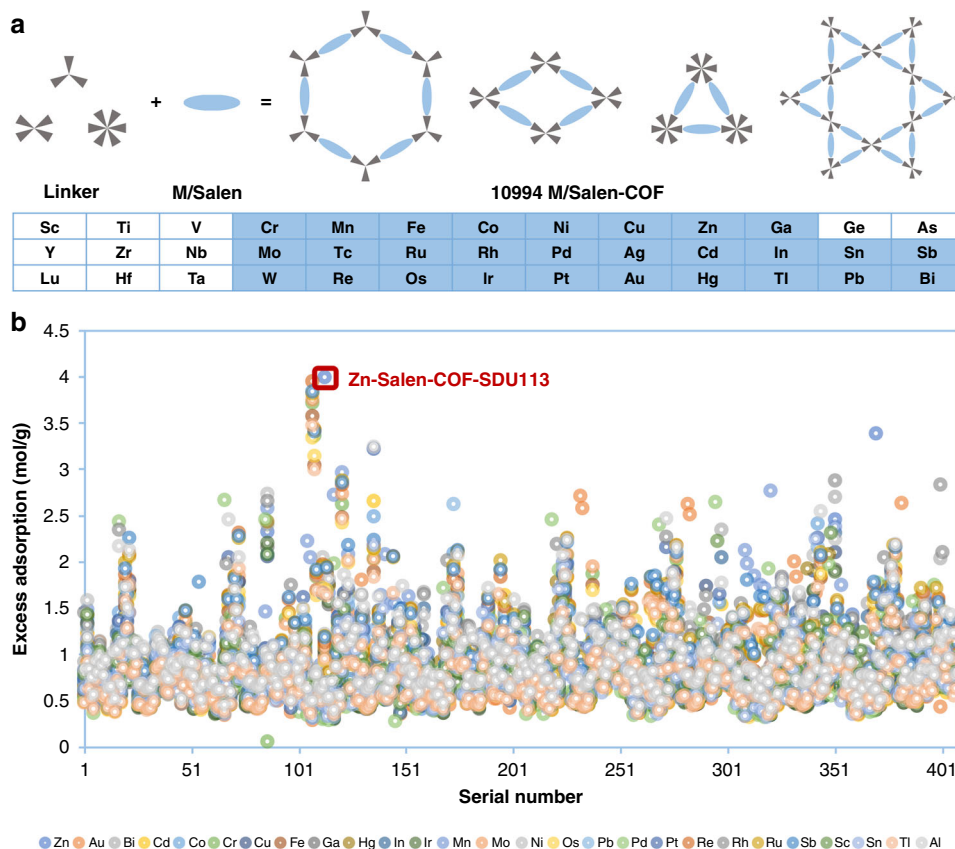 a
+ =
Linker M/Salen 10994 M/Salen-COF
Sc Ti V Cr Mn Fe Co Ni Cu Zn Ga Ge As
Y Zr Nb Mo Tc Ru Rh Pd Ag Cd In Sn Sb
Lu Hf Ta W Re Os Ir Pt Au Hg Tl Pb Bi
b
Excess adsorption (mol/g)
4.5
4
3.5
3
2.5
2
1.5
1
0.5
0
Zn-Salen-COF-SDU113
1 51 101 151 201 251 301 351 401
Serial number
Zn Au Bi Cd Co Cr Cu Fe Ga Hg In Ir Mn Mo Ni Os Pb Pd Pt Re Rh Ru Sb Sc Sn Tl Al